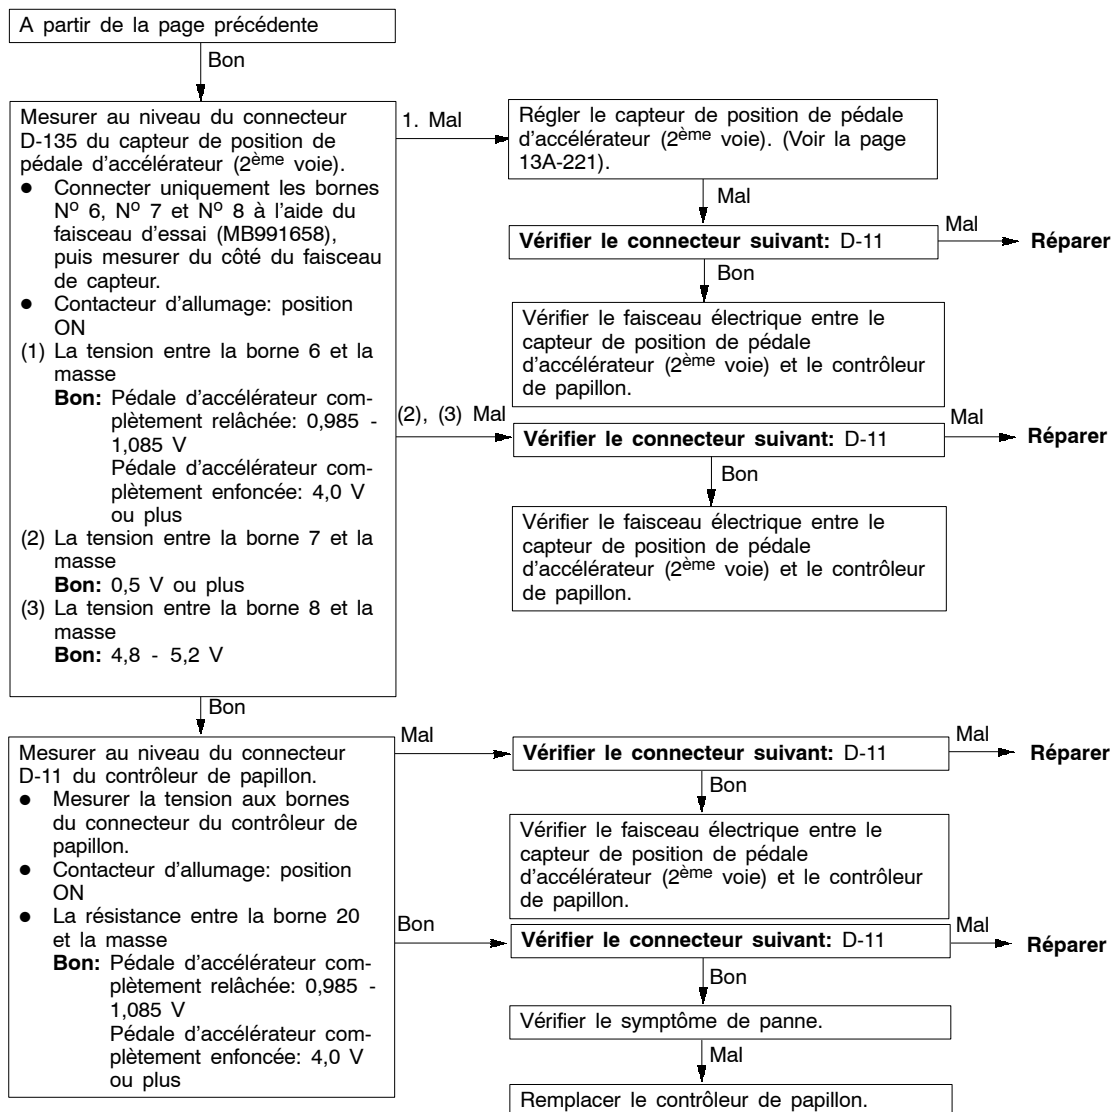 A partir de la page précédente
Bon
Mesurer au niveau du connecteur
D-135 du capteur de position de
pédale d'accélérateur (2ème voie).
● Connecter uniquement les bornes
Nº 6, Nº 7 et Nº 8 à l'aide du
faisceau d'essai (MB991658),
puis mesurer du côté du faisceau
de capteur.
● Contacteur d'allumage: position
ON
(1) La tension entre la borne 6 et la
masse
Bon: Pédale d'accélérateur com-
plètement relâchée: 0,985 -
1,085 V
Pédale d'accélérateur com-
plètement enfoncée: 4,0 V
ou plus
(2) La tension entre la borne 7 et la
masse
Bon: 0,5 V ou plus
(3) La tension entre la borne 8 et la
masse
Bon: 4,8 - 5,2 V
1. Mal
Régler le capteur de position de pédale
d'accélérateur (2ème voie). (Voir la page
13A-221).
Mal
Vérifier le connecteur suivant: D-11
Mal
Réparer
Bon
Vérifier le faisceau électrique entre le
capteur de position de pédale
d'accélérateur (2ème voie) et le contrôleur
de papillon.
(2), (3) Mal
Vérifier le connecteur suivant: D-11
Mal
Réparer
Bon
Vérifier le faisceau électrique entre le
capteur de position de pédale
d'accélérateur (2ème voie) et le contrôleur
de papillon.
Bon
Mesurer au niveau du connecteur
D-11 du contrôleur de papillon.
● Mesurer la tension aux bornes
du connecteur du contrôleur de
papillon.
● Contacteur d'allumage: position
ON
● La résistance entre la borne 20
et la masse
Bon: Pédale d'accélérateur com-
plètement relâchée: 0,985 -
1,085 V
Pédale d'accélérateur com-
plètement enfoncée: 4,0 V
ou plus
Mal
Vérifier le connecteur suivant: D-11
Mal
Réparer
Bon
Vérifier le faisceau électrique entre le
capteur de position de pédale
d'accélérateur (2ème voie) et le contrôleur
de papillon.
Bon
Vérifier le connecteur suivant: D-11
Mal
Réparer
Bon
Vérifier le symptôme de panne.
Mal
Remplacer le contrôleur de papillon.